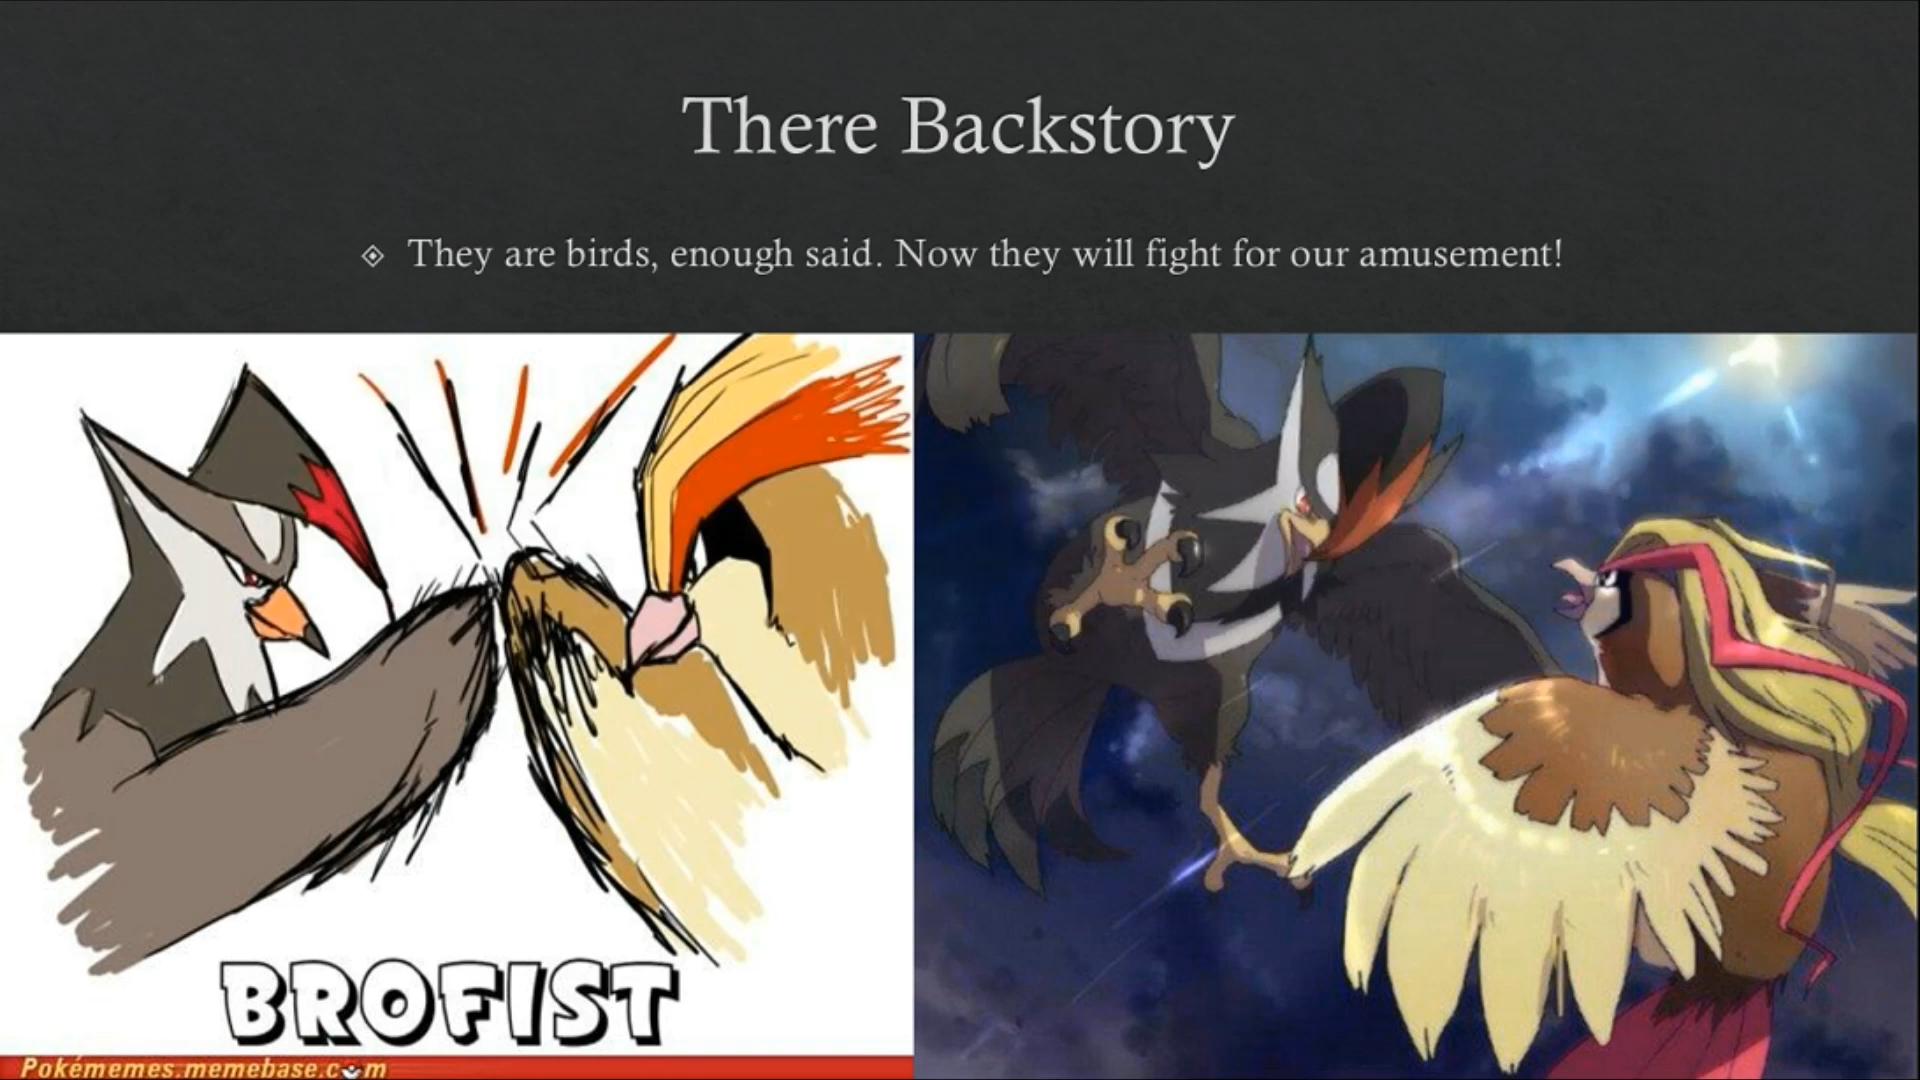 There Backstory
They are birds, enough said. Now they will fight for our amusement!
BROFIST
Pokémemes.memebase.com